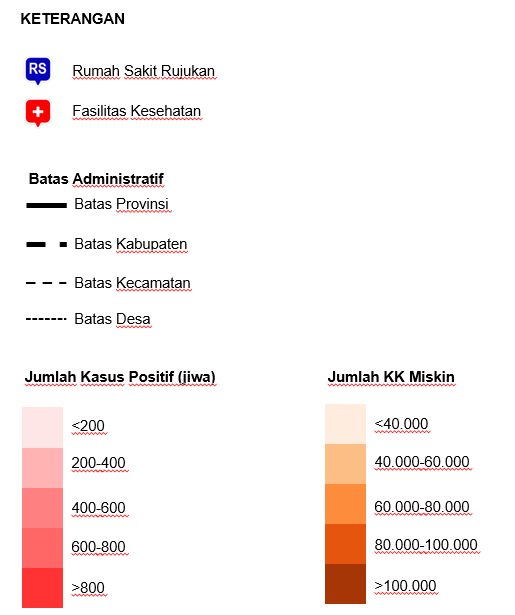 KETERANGAN
RS
Rumah Sakit Rujukan
Fasilitas Kesehatan
Batas Administratif
Batas Provinsi
Batas Kabupaten
Batas Kecamatan
Batas Desa
Jumlah Kasus Positif (jiwa)
<200
200-400
400-600
600-800
>800
Jumlah KK Miskin
<40.000
40.000-60.000
60.000-80.000
80.000-100.000
>100.000